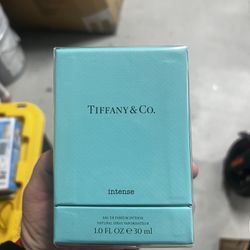 TIFFANY & CO.
intense
EAU DE PARFUM INTENSE
NATURAL SPRAY VAPORISATEUR
1.0 FL OZ e 30 ml